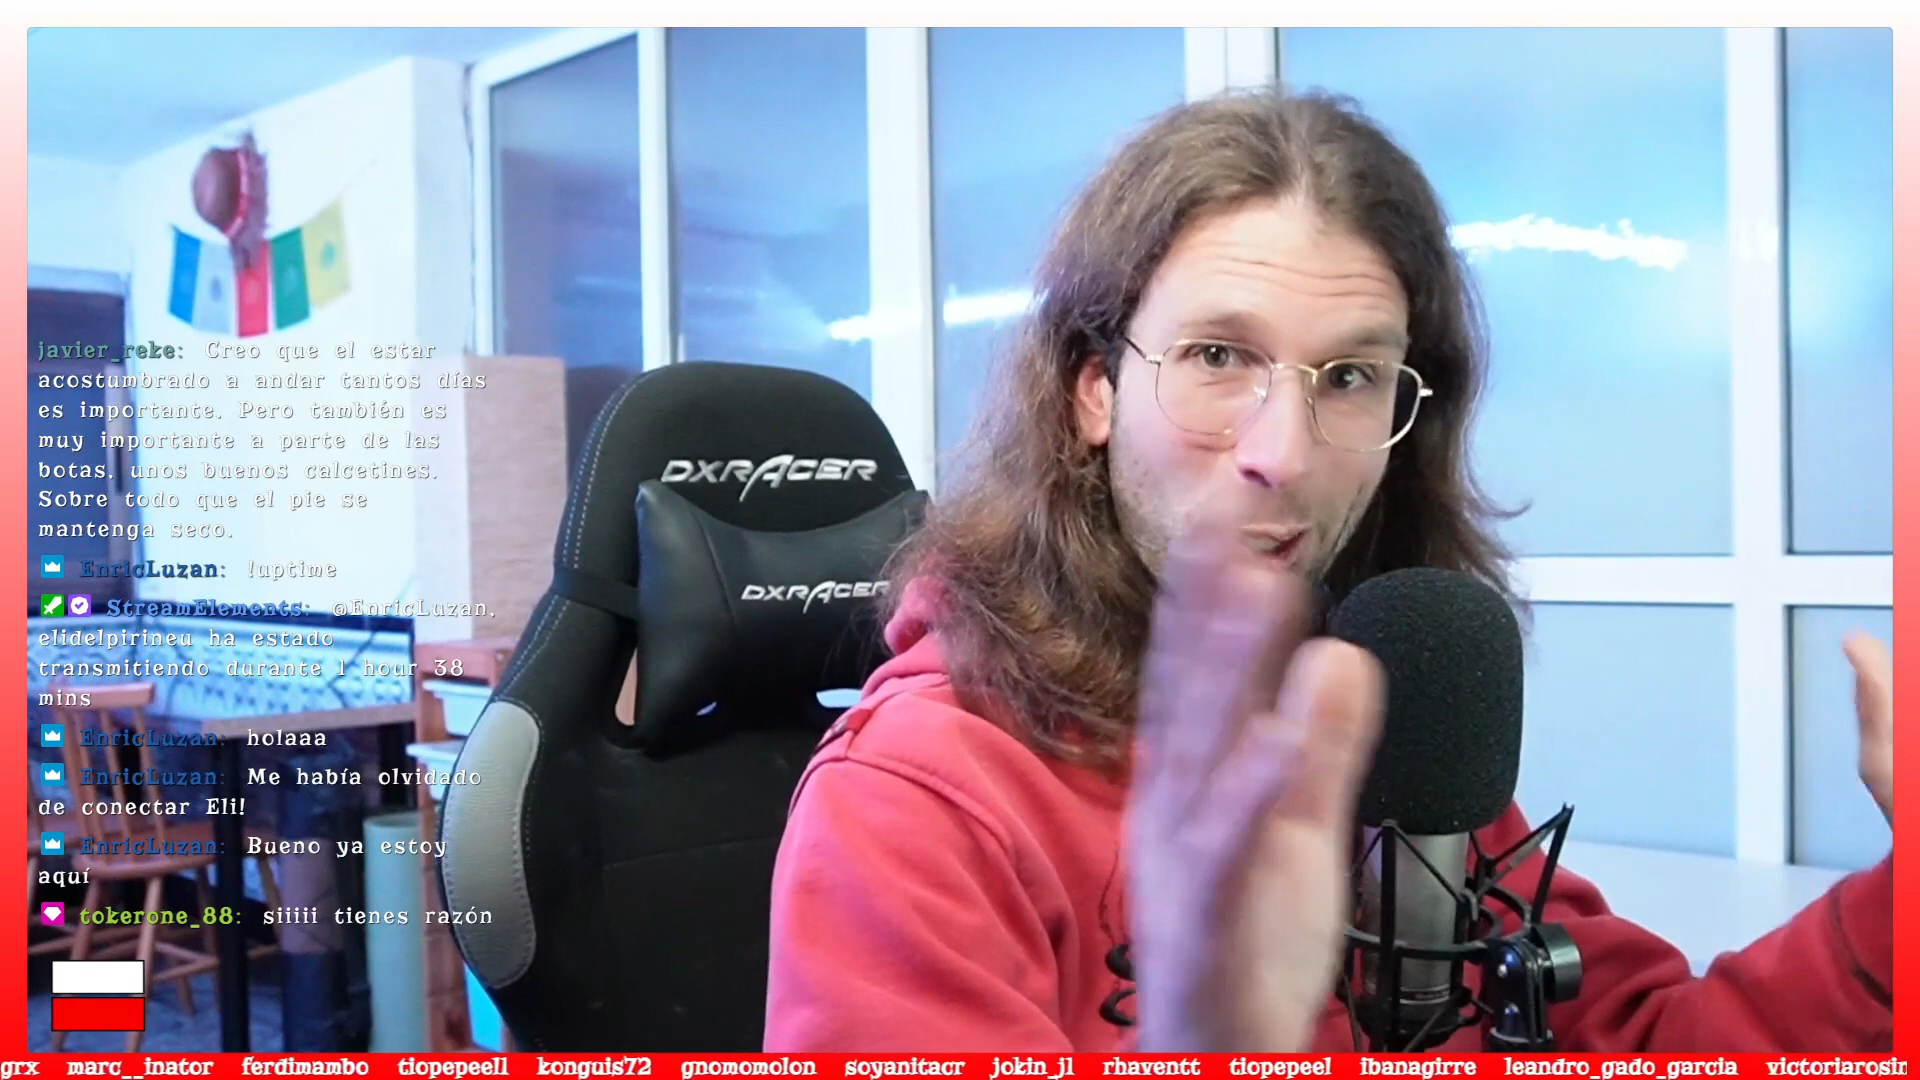 javier_reke: Creo que el estar
acostumbrado a andar tantos días
es importante. Pero también es
muy importante a parte de las
botas, unos buenos calcetines.
Sobre todo que el pie se
mantenga seco.
EnricLuzan: !uptime
StreamElements: @EnricLuzan,
elidelpirineu ha estado
transmitiendo durante 1 hour 38
mins
EnricLuzan: holaaa
EnricLuzan: Me había olvidado
de conectar Eli!
EnricLuzan: Bueno ya estoy
aquí
tokerone_88: siiiii tienes razón
DXRACER
DXRACER
grx marc__inator ferdimambo tiopepeell konguis72 gnomomolon soyanitacr jokin_jl rhaventt tiopepeel ibanagirre leandro_gado_garcia victoriarosin